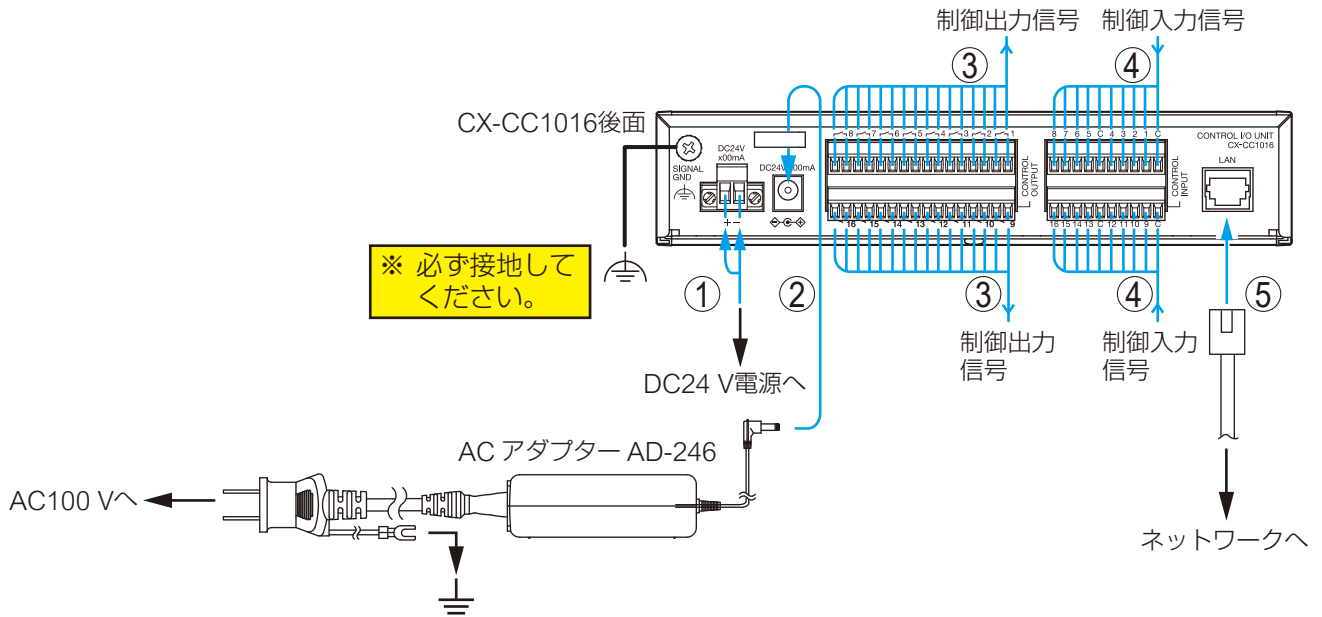 制御出力信号
制御入力信号
③
④
CX-CC1016後面
8 7 6 5 4 3 2 1
8 7 6 5 C 4 3 2 1 C
CONTROL I/O UNIT
CX-CC1016
DC24V
x00mA
SIGNAL
GND
CONTROL
OUTPUT
CONTROL
INPUT
LAN
+ −
16 15 14 13 12 11 10 9
16 15 14 13 C 12 11 10 9 C
※ 必ず接地して
ください。
①
②
③
④
⑤
制御出力
信号
制御入力
信号
DC24 V電源へ
AC アダプター AD-246
AC100 Vへ
ネットワークへ